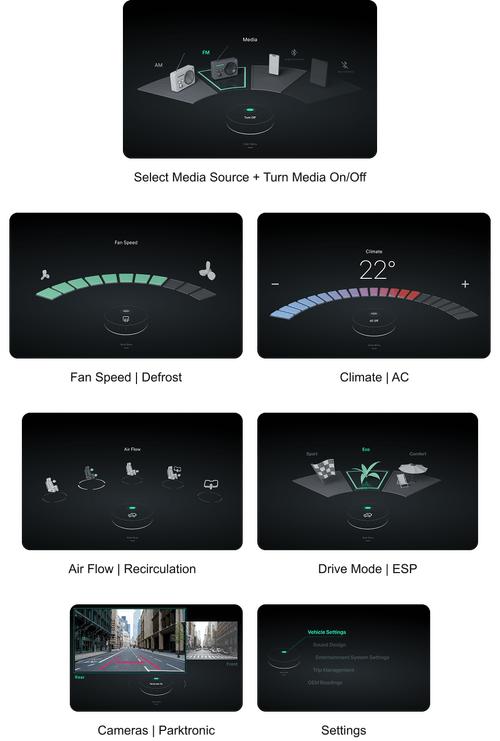 Media
FM
AM
Turn Off
Select Media Source + Turn Media On/Off
Fan Speed
Fan Speed | Defrost
Climate
22°
− +
AC Off
Climate | AC
Air Flow
Air Flow | Recirculation
Eco
Sport Comfort
Drive Mode | ESP
Front
Rear
Cameras | Parktronic
Vehicle Settings
Sound Design
Entertainment System Settings
Trip Management
OEM Readings
Settings